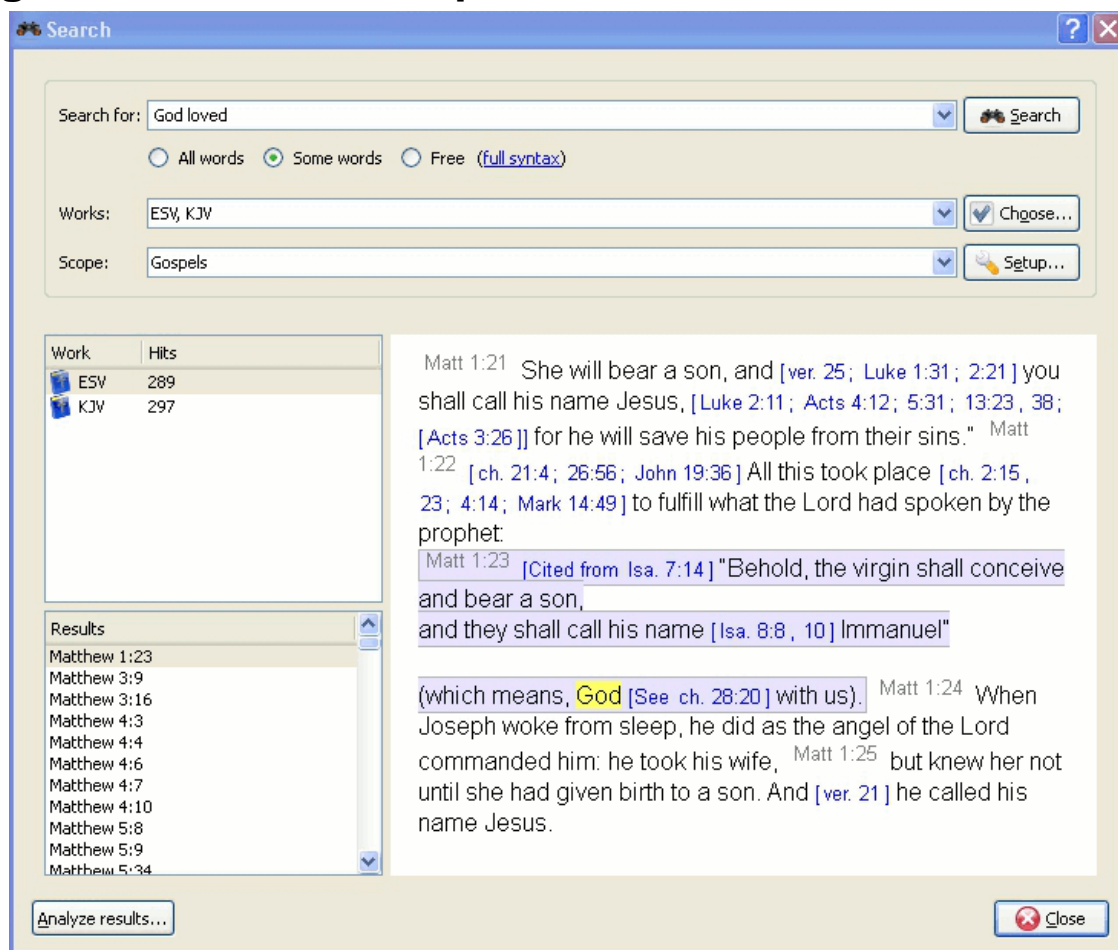 Search
Search for: God loved Search
All words Some words Free (full syntax)
Works: ESV, KJV Choose...
Scope: Gospels Setup...
Work Hits
ESV 289
KJV 297
Results
Matthew 1:23
Matthew 3:9
Matthew 3:16
Matthew 4:3
Matthew 4:4
Matthew 4:6
Matthew 4:7
Matthew 4:10
Matthew 5:8
Matthew 5:9
Matthew 5:34
Matt 1:21 She will bear a son, and [ver. 25; Luke 1:31; 2:21] you
shall call his name Jesus, [Luke 2:11; Acts 4:12; 5:31; 13:23, 38;
[Acts 3:26]] for he will save his people from their sins." Matt
1:22 [ch. 21:4; 26:56; John 19:36] All this took place [ch. 2:15,
23; 4:14; Mark 14:49] to fulfill what the Lord had spoken by the
prophet:
Matt 1:23 [Cited from Isa. 7:14] "Behold, the virgin shall conceive
and bear a son,
and they shall call his name [Isa. 8:8, 10] Immanuel"
(which means, God [See ch. 28:20] with us). Matt 1:24 When
Joseph woke from sleep, he did as the angel of the Lord
commanded him: he took his wife, Matt 1:25 but knew her not
until she had given birth to a son. And [ver. 21] he called his
name Jesus.
Analyze results... Close